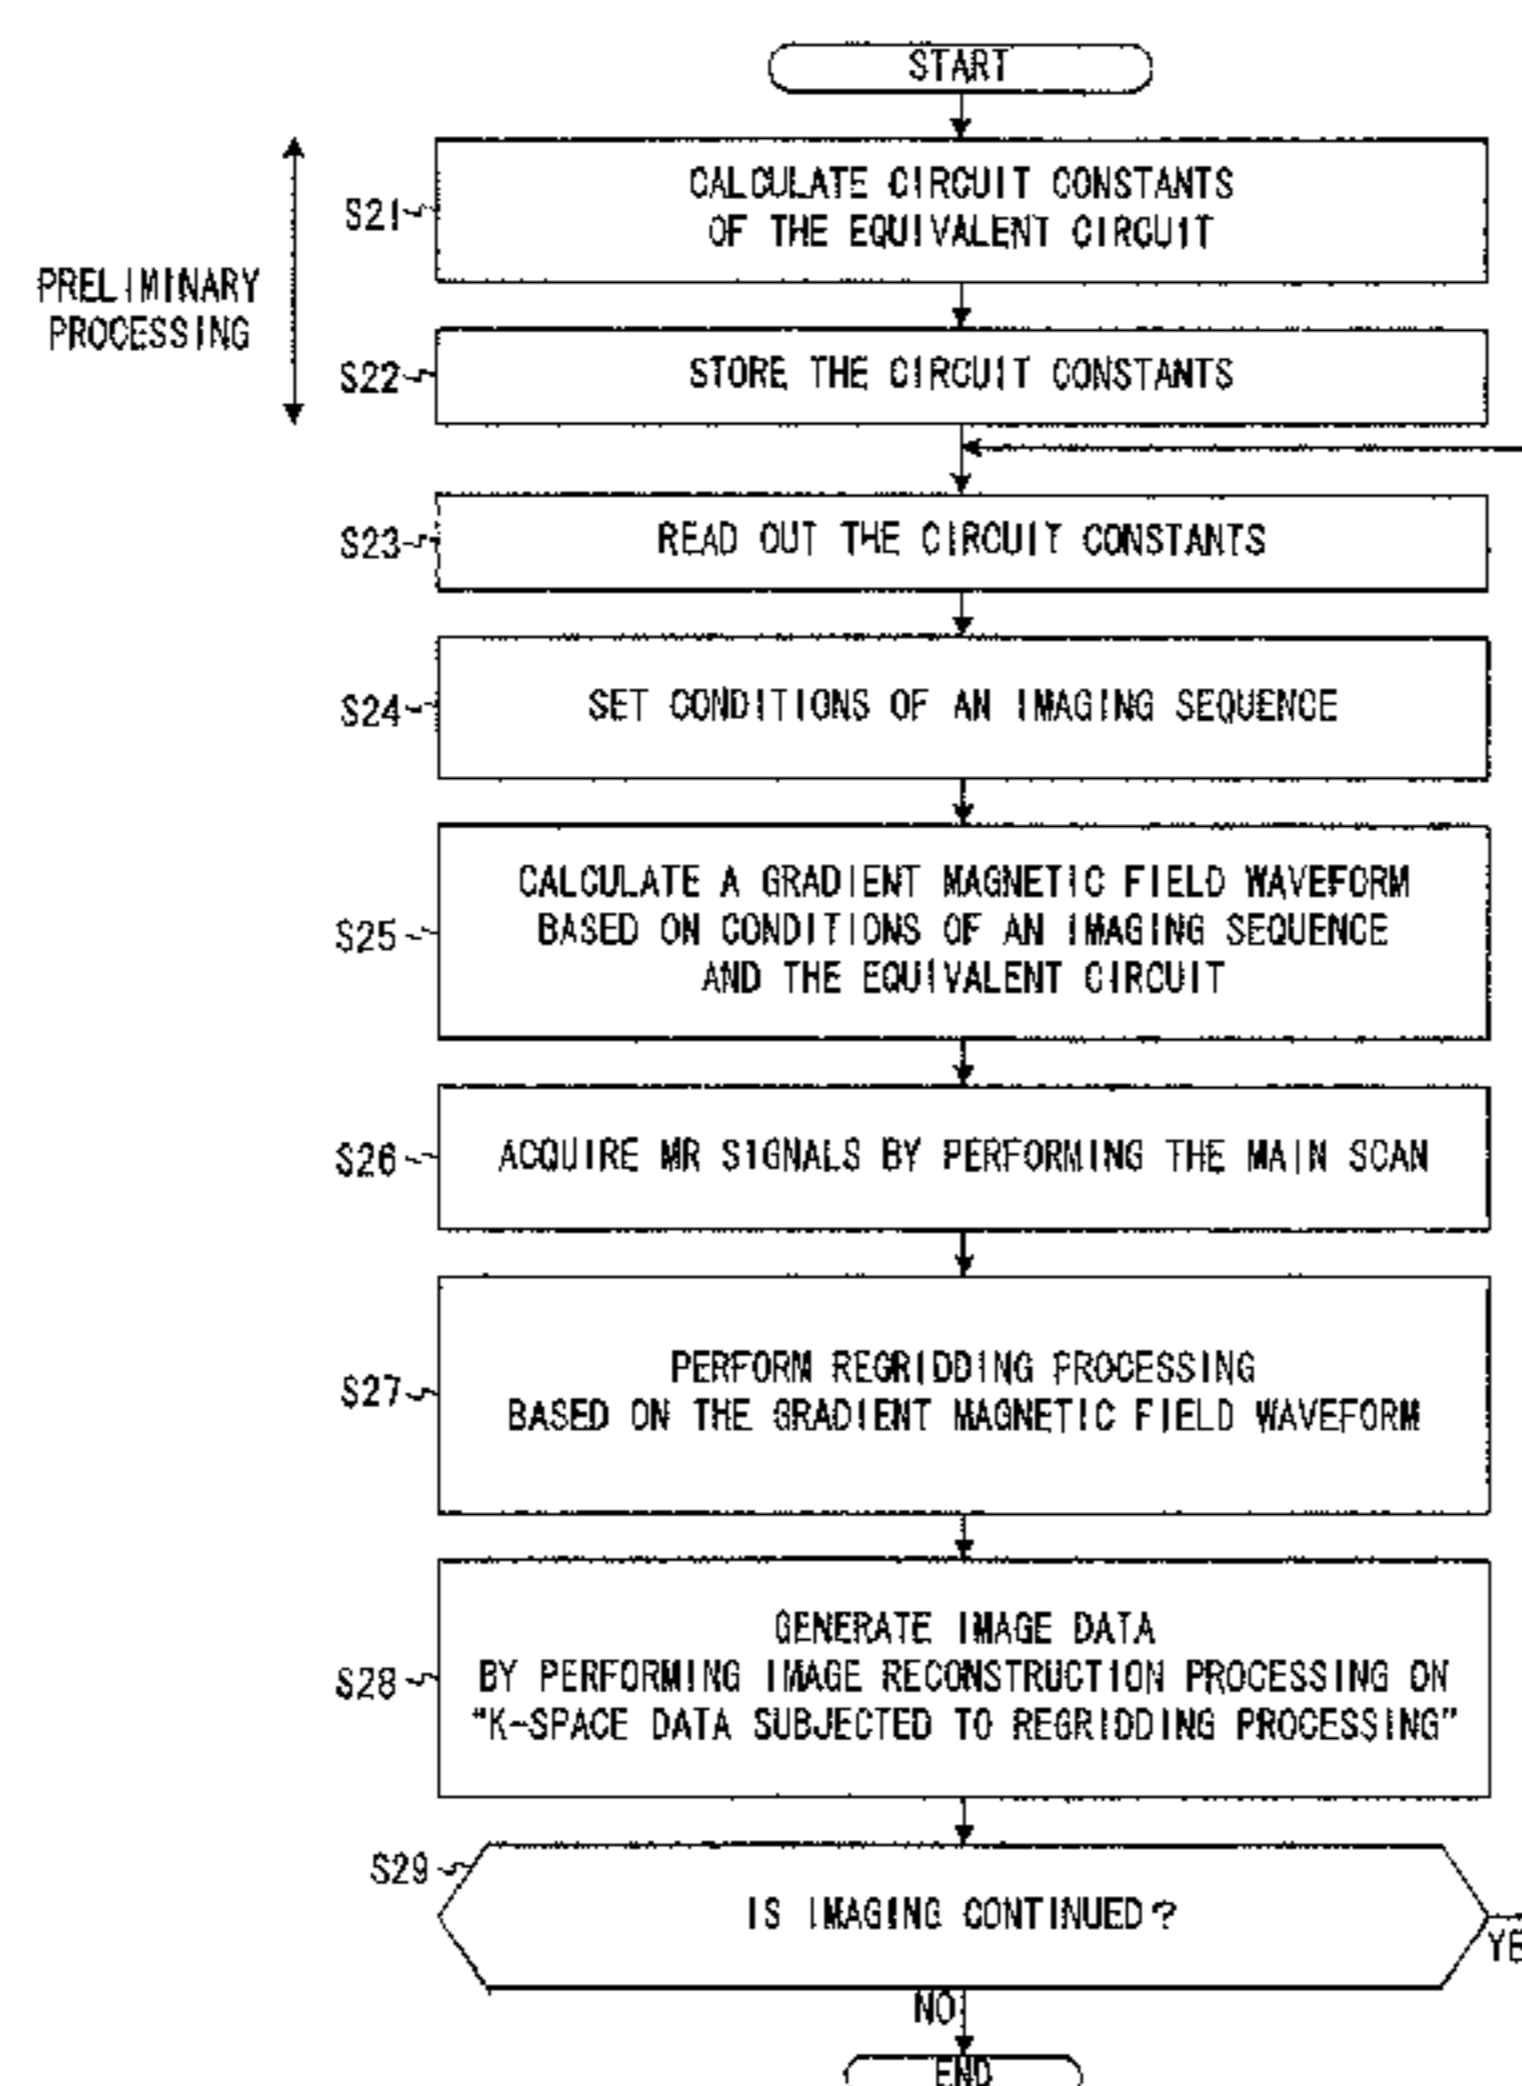 START
PRELIMINARY
PROCESSING
S21
CALCULATE CIRCUIT CONSTANTS
OF THE EQUIVALENT CIRCUIT
S22
STORE THE CIRCUIT CONSTANTS
S23
READ OUT THE CIRCUIT CONSTANTS
S24
SET CONDITIONS OF AN IMAGING SEQUENCE
S25
CALCULATE A GRADIENT MAGNETIC FIELD WAVEFORM
BASED ON CONDITIONS OF AN IMAGING SEQUENCE
AND THE EQUIVALENT CIRCUIT
S26
ACQUIRE MR SIGNALS BY PERFORMING THE MAIN SCAN
S27
PERFORM REGRIDDING PROCESSING
BASED ON THE GRADIENT MAGNETIC FIELD WAVEFORM
S28
GENERATE IMAGE DATA
BY PERFORMING IMAGE RECONSTRUCTION PROCESSING ON
"K-SPACE DATA SUBJECTED TO REGRIDDING PROCESSING"
S29
IS IMAGING CONTINUED?
NO
END